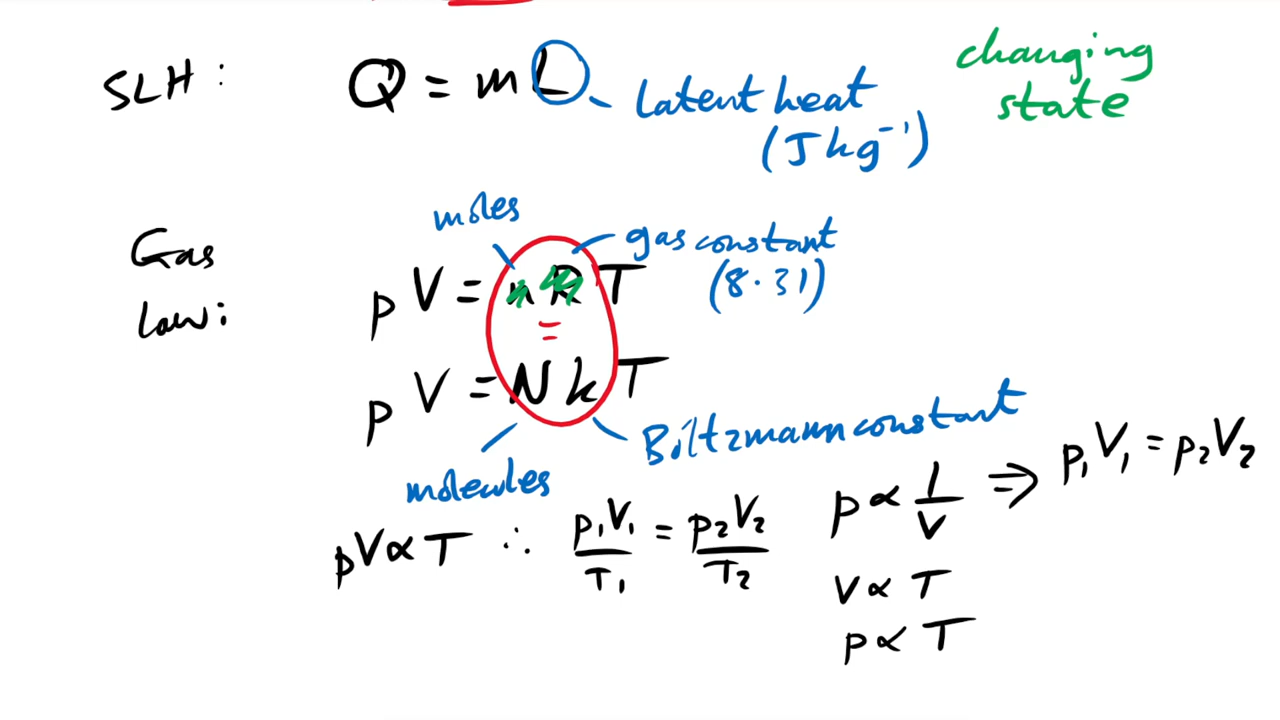 SLH: Q = mL
Latent heat
(J kg⁻¹)
changing
state
Gas
law:
moles
gas constant
(8.31)
pV = nRT
=
pV = NkT
molecules
Boltzmann constant
pV ∝ T ∴ p₁V₁/T₁ = p₂V₂/T₂
p ∝ 1/V ⇒ p₁V₁ = p₂V₂
V ∝ T
p ∝ T